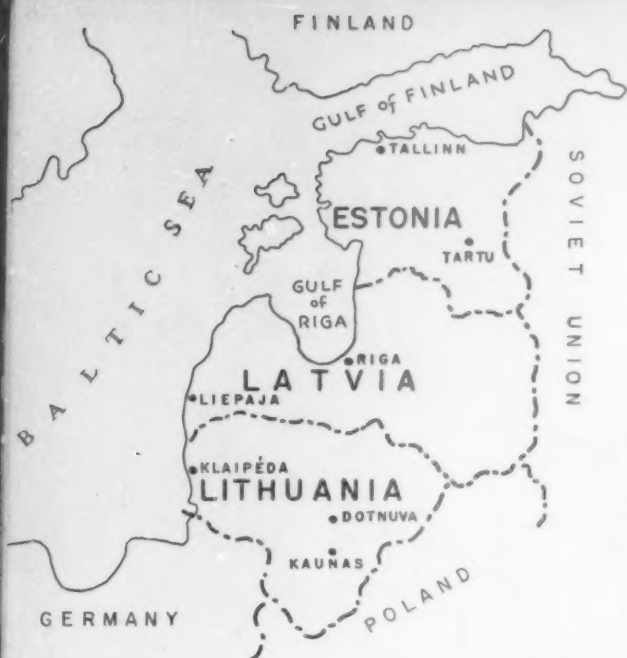 FINLAND
GULF of FINLAND
TALLINN
SOVIET UNION
BALTIC SEA
ESTONIA
TARTU
GULF
of
RIGA
RIGA
LATVIA
LIEPAJA
KLAIPÉDA
LITHUANIA
DOTNUVA
KAUNAS
POLAND
GERMANY